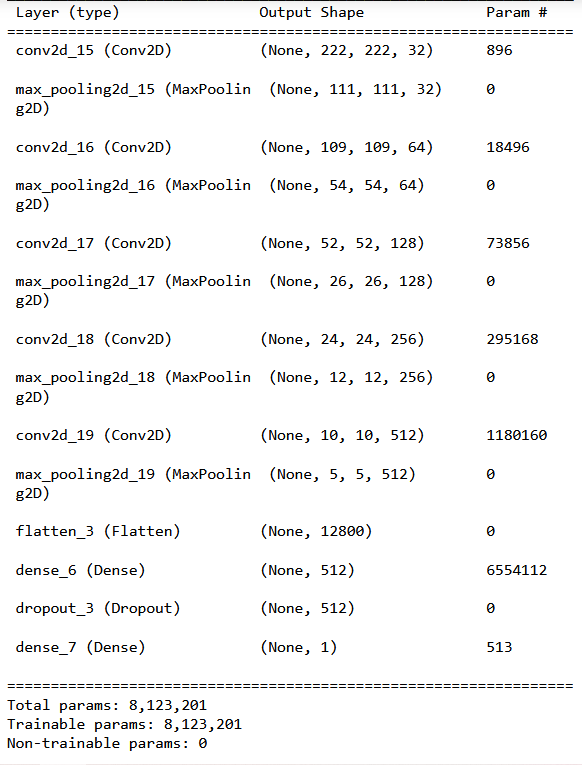 Layer (type) Output Shape Param #
=================================================================
conv2d_15 (Conv2D) (None, 222, 222, 32) 896
max_pooling2d_15 (MaxPoolin (None, 111, 111, 32) 0
g2D)
conv2d_16 (Conv2D) (None, 109, 109, 64) 18496
max_pooling2d_16 (MaxPoolin (None, 54, 54, 64) 0
g2D)
conv2d_17 (Conv2D) (None, 52, 52, 128) 73856
max_pooling2d_17 (MaxPoolin (None, 26, 26, 128) 0
g2D)
conv2d_18 (Conv2D) (None, 24, 24, 256) 295168
max_pooling2d_18 (MaxPoolin (None, 12, 12, 256) 0
g2D)
conv2d_19 (Conv2D) (None, 10, 10, 512) 1180160
max_pooling2d_19 (MaxPoolin (None, 5, 5, 512) 0
g2D)
flatten_3 (Flatten) (None, 12800) 0
dense_6 (Dense) (None, 512) 6554112
dropout_3 (Dropout) (None, 512) 0
dense_7 (Dense) (None, 1) 513
=================================================================
Total params: 8,123,201
Trainable params: 8,123,201
Non-trainable params: 0